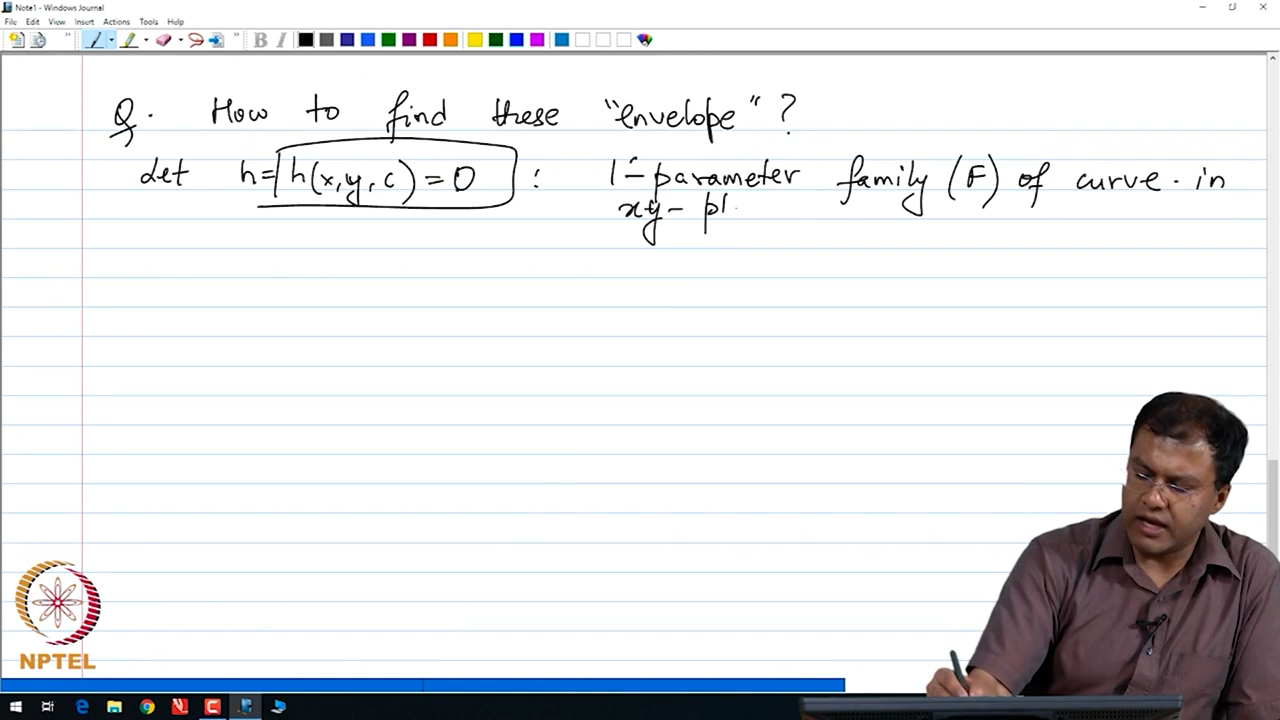 Note1 - Windows Journal
File Edit View Insert Actions Tools Help
Q. How to find these "envelope" ?
Let h= h(x,y,c) = 0 : 1-parameter family (F) of curve. in
xy- pl
NPTEL